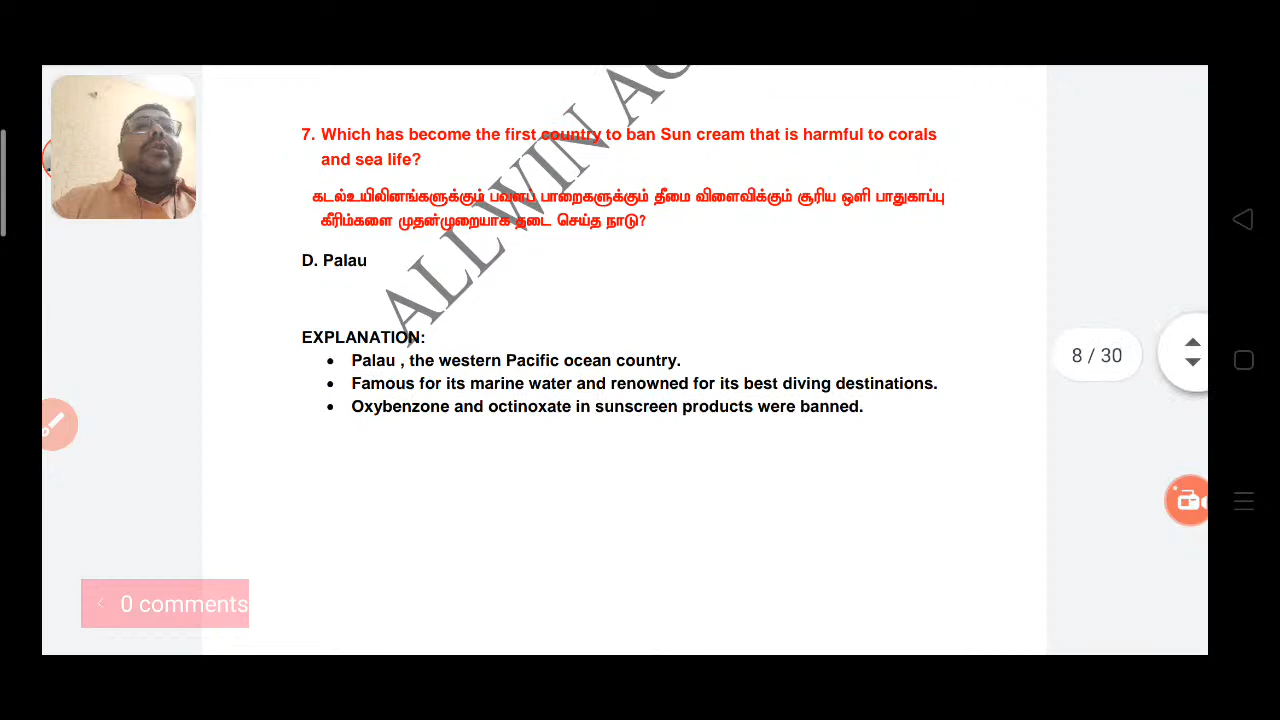 7. Which has become the first country to ban Sun cream that is harmful to corals
and sea life?
கடல்உயிலினங்களுக்கும் பவளப் பாறைகளுக்கும் தீமை விளைவிக்கும் சூரிய ஒளி பாதுகாப்பு
கீரிம்களை முதன்முறையாக தடை செய்த நாடு?
D. Palau
EXPLANATION:
• Palau , the western Pacific ocean country.
• Famous for its marine water and renowned for its best diving destinations.
• Oxybenzone and octinoxate in sunscreen products were banned.
ALLWIN
8 / 30
0 comments